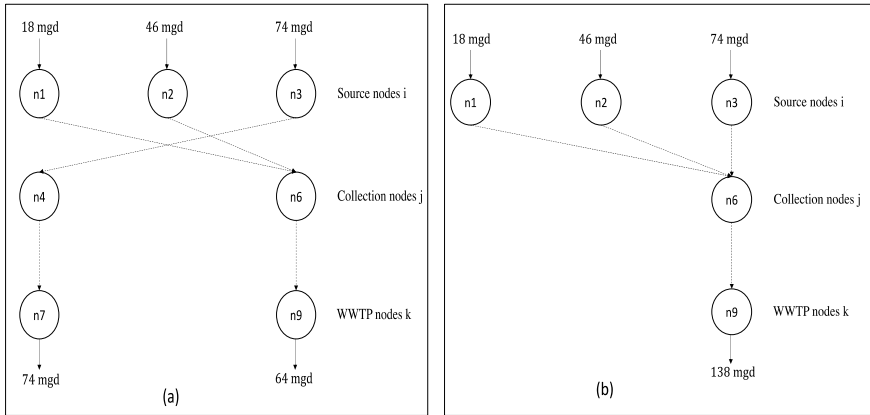 18 mgd 46 mgd 74 mgd
n1 n2 n3 Source nodes i
n4 n6 Collection nodes j
n7 n9 WWTP nodes k
74 mgd 64 mgd
(a)
18 mgd 46 mgd 74 mgd
n1 n2 n3 Source nodes i
n6 Collection nodes j
n9 WWTP nodes k
138 mgd
(b)